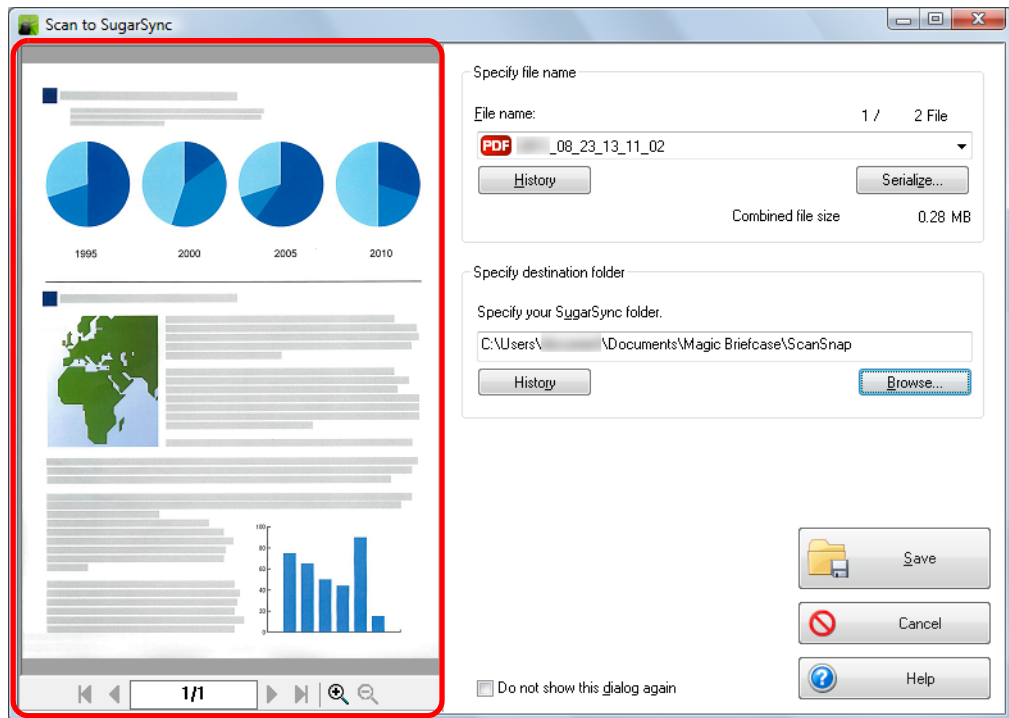 Scan to SugarSync
1995 2000 2005 2010
100
80
60
40
20
0
1/1
Specify file name
File name: 1 / 2 File
PDF _08_23_13_11_02
History Serialize...
Combined file size 0.28 MB
Specify destination folder
Specify your SugarSync folder.
C:\Users\ \Documents\Magic Briefcase\ScanSnap
History Browse...
Save
Cancel
Help
Do not show this dialog again